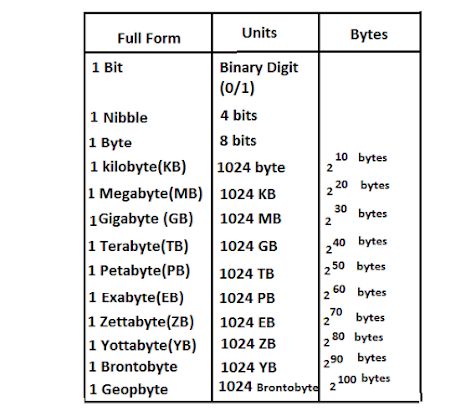 Full Form Units Bytes
1 Bit Binary Digit
(0/1)
1 Nibble 4 bits
1 Byte 8 bits
1 kilobyte(KB) 1024 byte 2^10 bytes
1 Megabyte(MB) 1024 KB 2^20 bytes
1Gigabyte (GB) 1024 MB 2^30 bytes
1 Terabyte(TB) 1024 GB 2^40 bytes
1 Petabyte(PB) 1024 TB 2^50 bytes
1 Exabyte(EB) 1024 PB 2^60 bytes
1 Zettabyte(ZB) 1024 EB 2^70 bytes
1 Yottabyte(YB) 1024 ZB 2^80 bytes
1 Brontobyte 1024 YB 2^90 bytes
1 Geopbyte 1024 Brontobyte 2^100 bytes